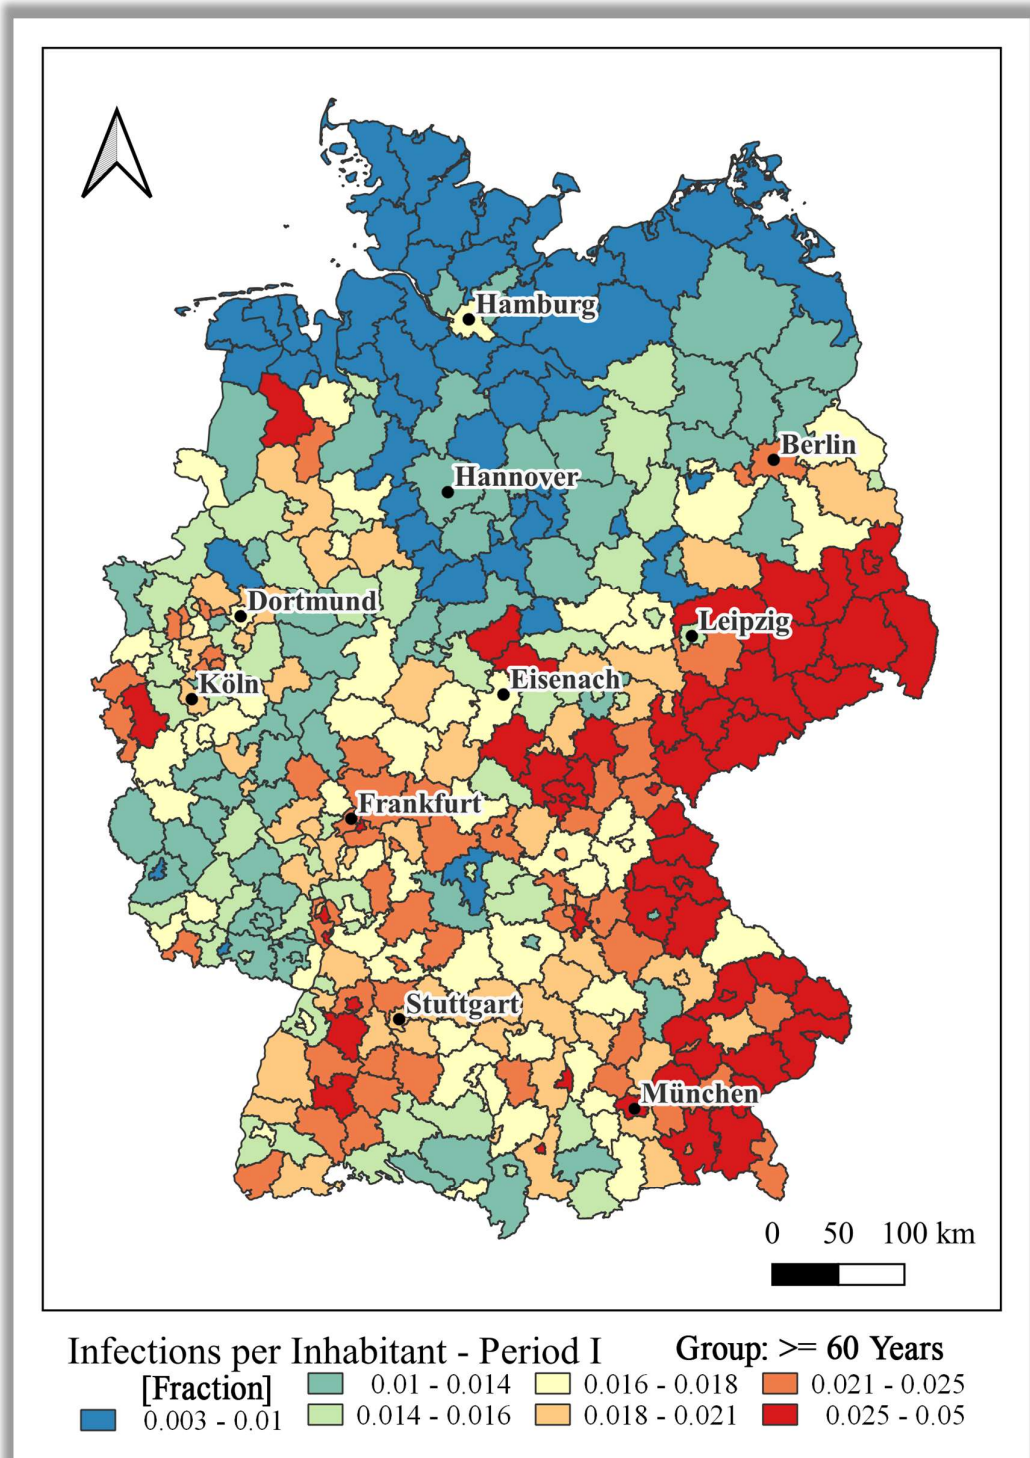 Hamburg
Berlin
Hannover
Dortmund
Leipzig
Köln
Eisenach
Frankfurt
Stuttgart
München
0 50 100 km
Infections per Inhabitant - Period I Group: >= 60 Years
[Fraction] 0.01 - 0.014 0.016 - 0.018 0.021 - 0.025
0.003 - 0.01 0.014 - 0.016 0.018 - 0.021 0.025 - 0.05